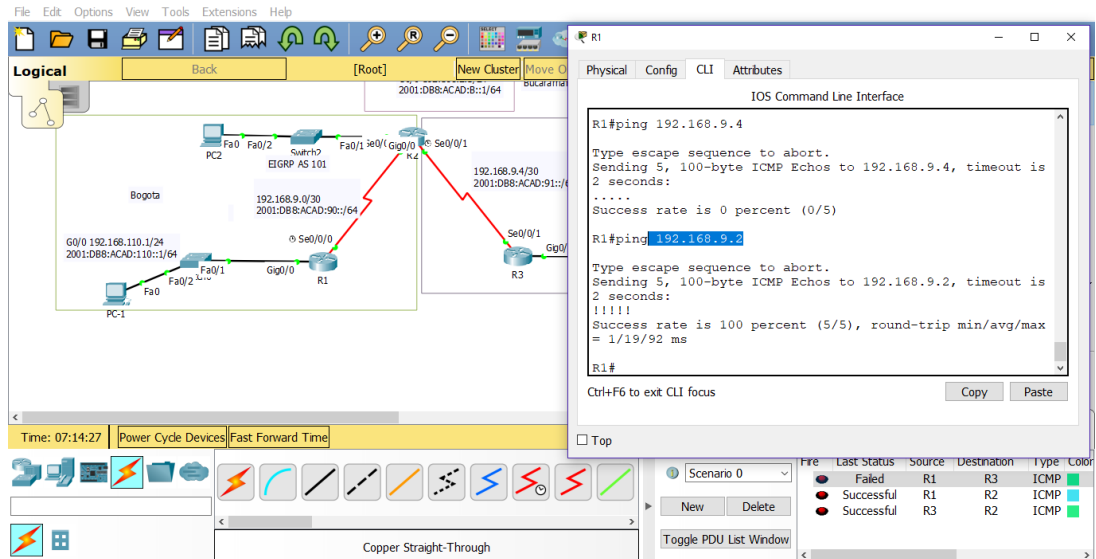 File Edit Options View Tools Extensions Help
Logical Back [Root] New Cluster Move O
2001:DB8:ACAD:B::1/64
PC2 Fa0 Fa0/2 Switch2 Fa0/1 Gig0/0 R2 Se0/0/1
EIGRP AS 101
192.168.9.4/30
2001:DB8:ACAD:91::/6
Bogota
192.168.9.0/30
2001:DB8:ACAD:90::/64
G0/0 192.168.110.1/24
2001:DB8:ACAD:110::1/64
Se0/0/0
Se0/0/1
Gig0/
Fa0/1
Gig0/0
R1
R3
Fa0/2
Fa0
PC-1
R1
Physical Config CLI Attributes
IOS Command Line Interface
R1#ping 192.168.9.4
Type escape sequence to abort.
Sending 5, 100-byte ICMP Echos to 192.168.9.4, timeout is
2 seconds:
.....
Success rate is 0 percent (0/5)
R1#ping 192.168.9.2
Type escape sequence to abort.
Sending 5, 100-byte ICMP Echos to 192.168.9.2, timeout is
2 seconds:
!!!!!
Success rate is 100 percent (5/5), round-trip min/avg/max
= 1/19/92 ms
R1#
Ctrl+F6 to exit CLI focus Copy Paste
Top
Time: 07:14:27 Power Cycle Devices Fast Forward Time
Scenario 0
New Delete
Toggle PDU List Window
Fire Last Status Source Destination Type Color
Failed R1 R3 ICMP
Successful R1 R2 ICMP
Successful R3 R2 ICMP
Copper Straight-Through